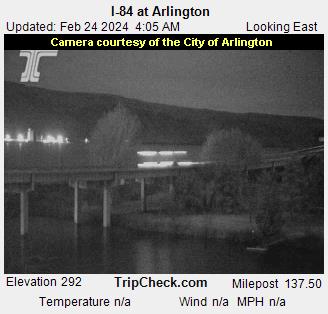 I-84 at Arlington
Updated: Feb 24 2024 4:05 AM Looking East
Camera courtesy of the City of Arlington
Elevation 292 TripCheck.com Milepost 137.50
Temperature n/a Wind n/a MPH n/a